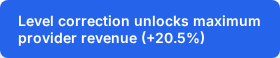 Level correction unlocks maximum
provider revenue (+20.5%)